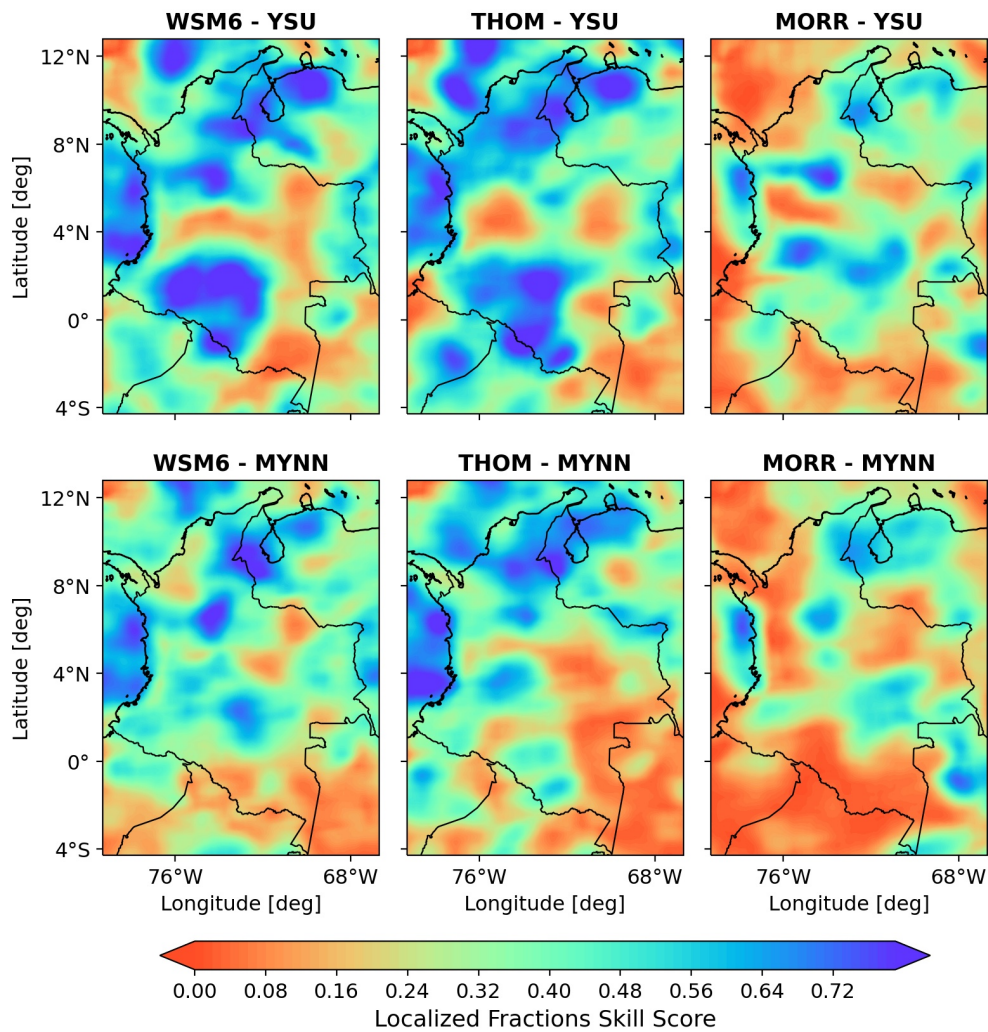 WSM6 - YSU
THOM - YSU
MORR - YSU
12°N
8°N
4°N
0°
4°S
Latitude [deg]
WSM6 - MYNN
THOM - MYNN
MORR - MYNN
12°N
8°N
4°N
0°
4°S
Latitude [deg]
76°W 68°W
76°W 68°W
76°W 68°W
Longitude [deg]
Longitude [deg]
Longitude [deg]
0.00 0.08 0.16 0.24 0.32 0.40 0.48 0.56 0.64 0.72
Localized Fractions Skill Score